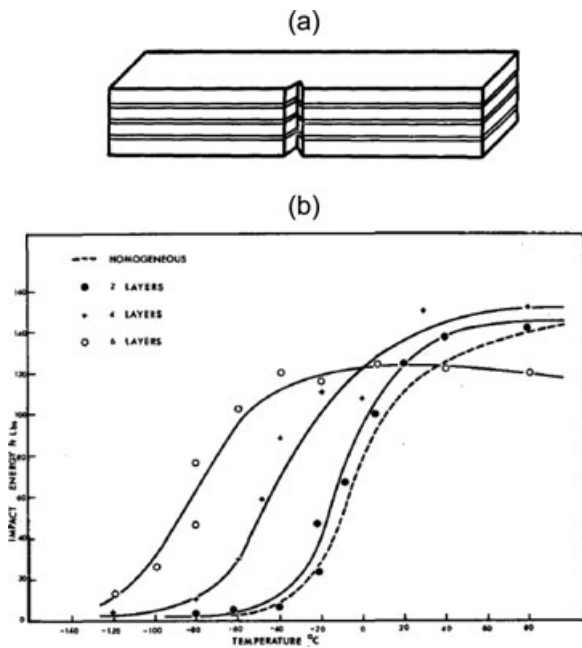 (a)
(b)
HOMOGENEOUS
2 LAYERS
4 LAYERS
6 LAYERS
IMPACT ENERGY ft Lbs
160
140
120
100
80
60
40
20
0
-140 -120 -100 -80 -60 -40 -20 0 20 40 60 80
TEMPERATURE °C